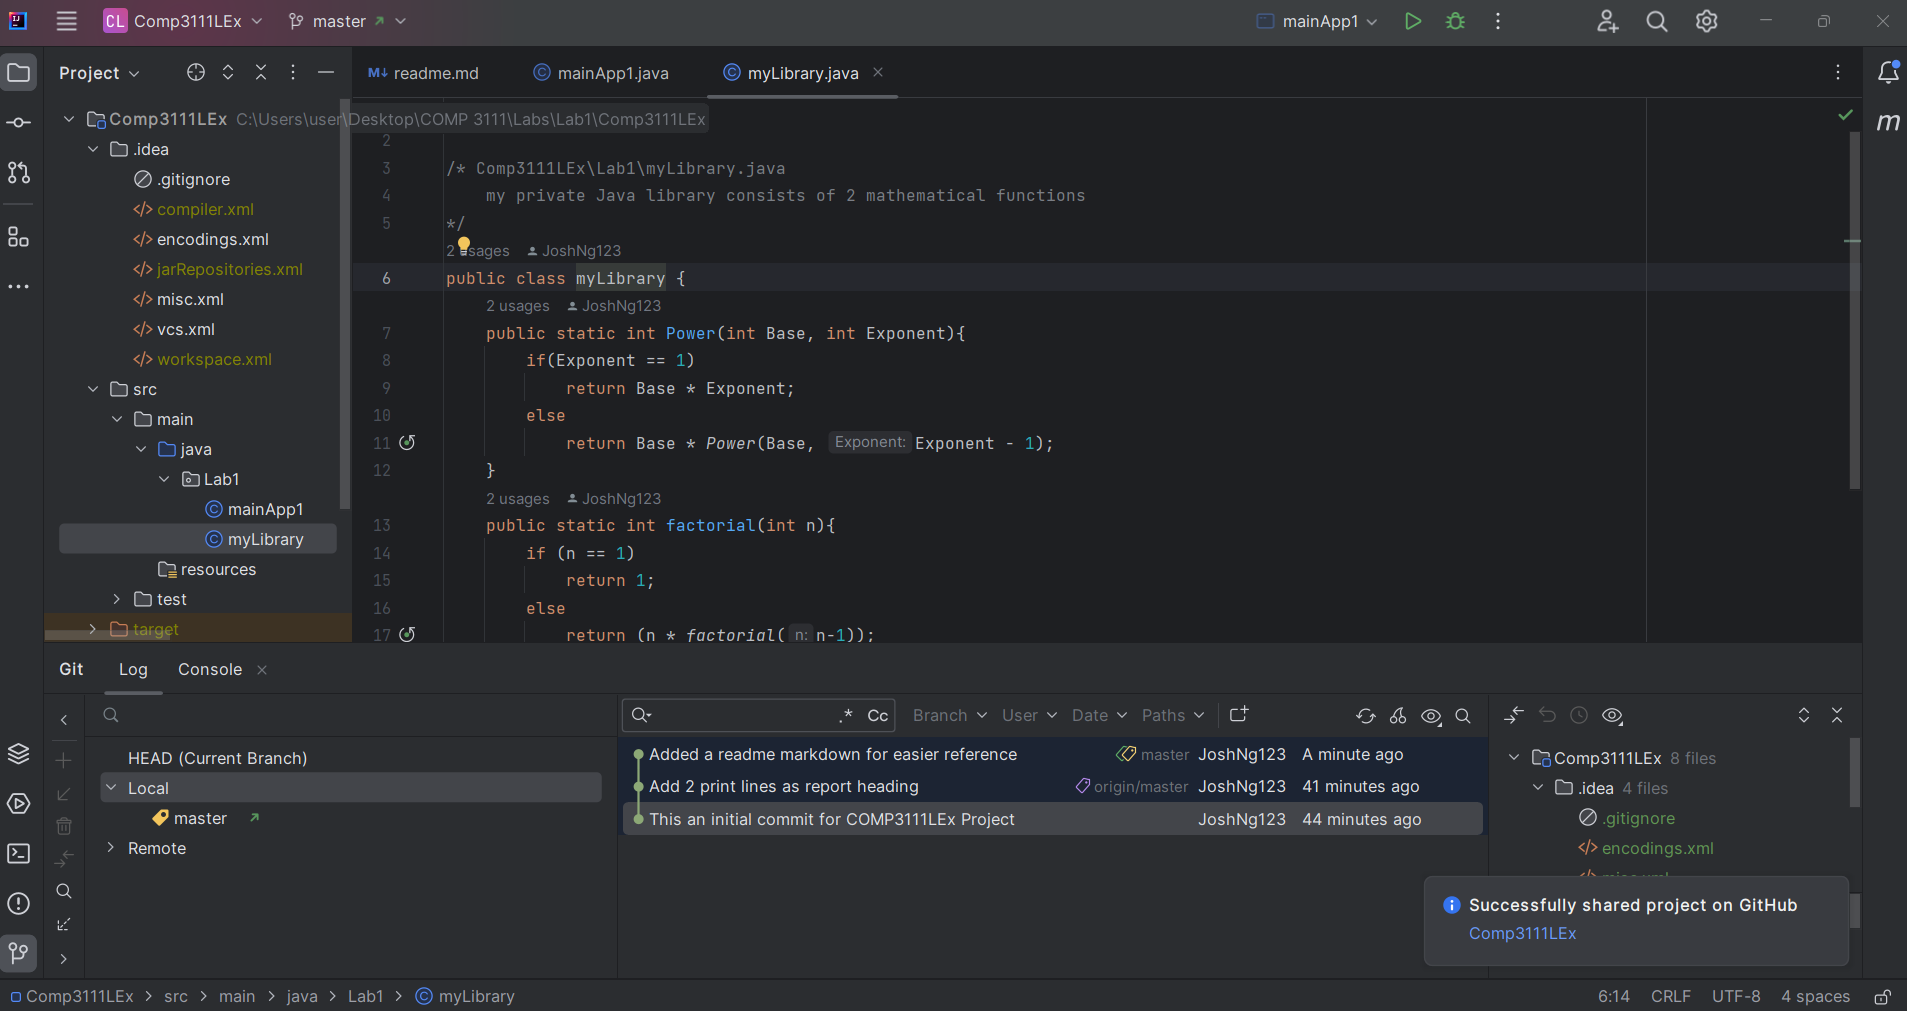 CL Comp3111LEx master mainApp1
Project
readme.md mainApp1.java myLibrary.java
Comp3111LEx C:\Users\user\Desktop\COMP 3111\Labs\Lab1\Comp3111LEx
.idea
.gitignore
compiler.xml
encodings.xml
jarRepositories.xml
misc.xml
vcs.xml
workspace.xml
src
main
java
Lab1
mainApp1
myLibrary
resources
test
target
2
3 /* Comp3111LEx\Lab1\myLibrary.java
4 my private Java library consists of 2 mathematical functions
5 */
JoshNg123
6 public class myLibrary {
2 usages JoshNg123
7 public static int Power(int Base, int Exponent){
8 if(Exponent == 1)
9 return Base * Exponent;
10 else
11 return Base * Power(Base, Exponent: Exponent - 1);
12 }
2 usages JoshNg123
13 public static int factorial(int n){
14 if (n == 1)
15 return 1;
16 else
17 return (n * factorial( n: n-1));
Git Log Console
.* Cc Branch User Date Paths
HEAD (Current Branch)
Local
master
Remote
Added a readme markdown for easier reference master JoshNg123 A minute ago
Add 2 print lines as report heading origin/master JoshNg123 41 minutes ago
This an initial commit for COMP3111LEx Project JoshNg123 44 minutes ago
Comp3111LEx 8 files
.idea 4 files
.gitignore
encodings.xml
Successfully shared project on GitHub
Comp3111LEx
Comp3111LEx > src > main > java > Lab1 > myLibrary
6:14 CRLF UTF-8 4 spaces